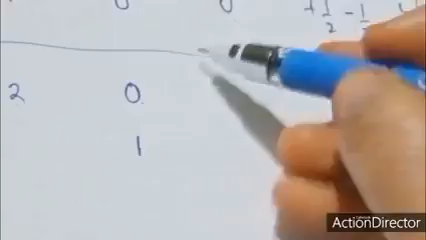 0 0 +1/2 -1/2
2 0
1
ActionDirector